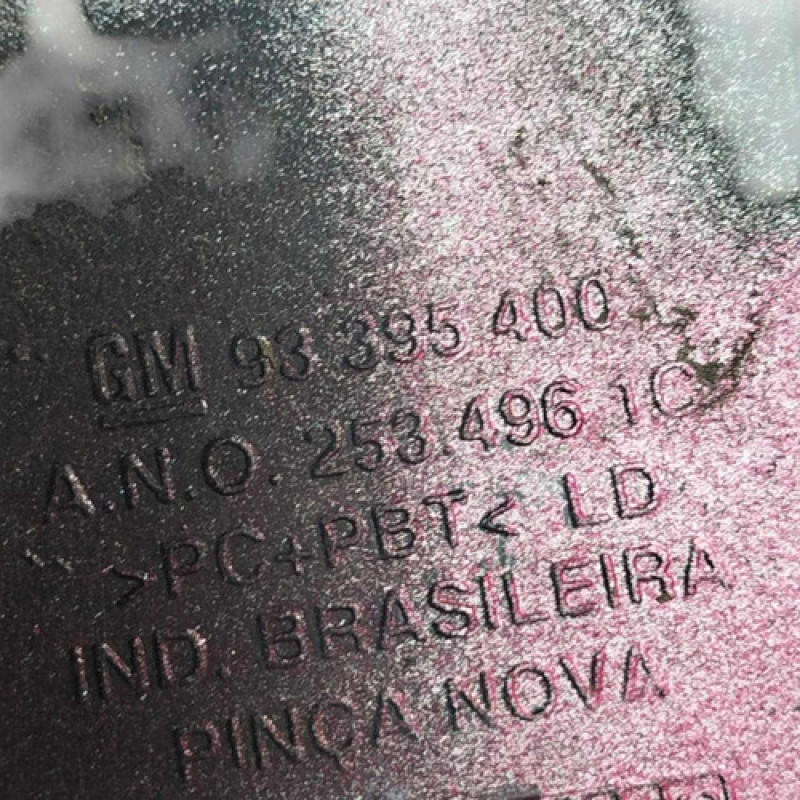 GM 93 395 400
A.N.O. 253.496 1C
>PC+PBT< LD
IND. BRASILEIRA
PINÇA NOVA